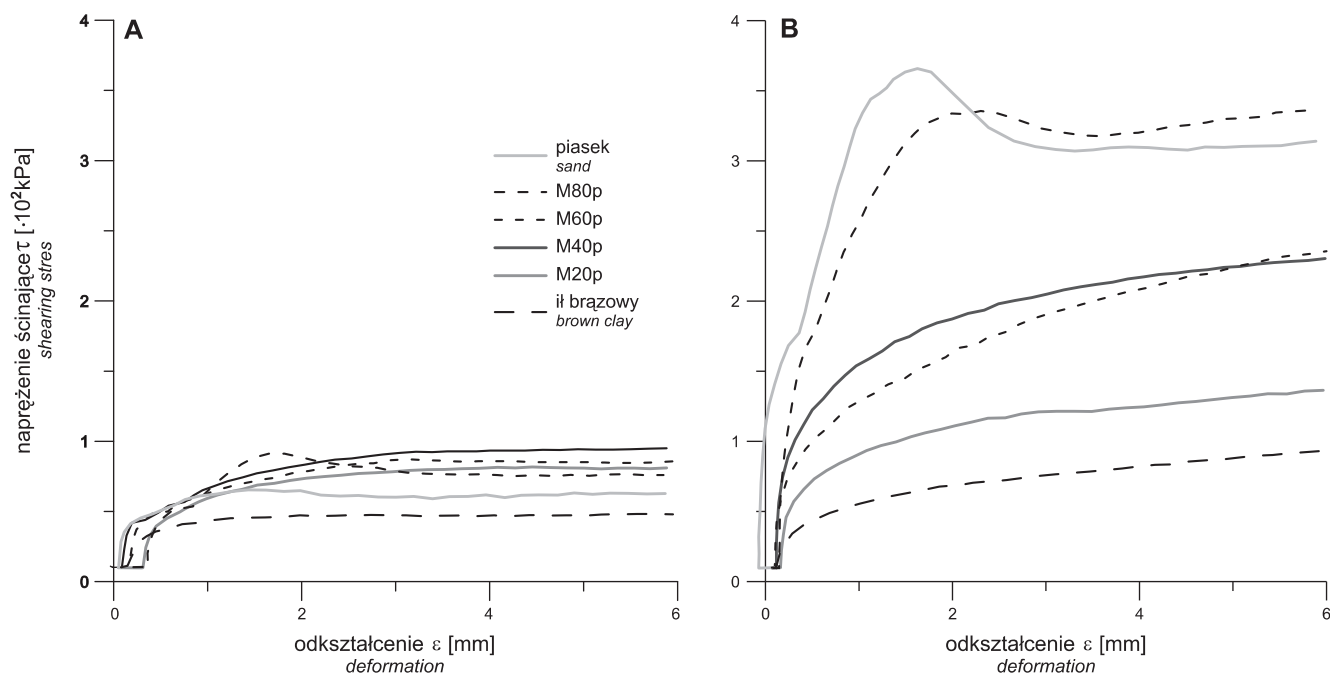 A
4
3
2
1
0
0
2
4
6
naprężenie ścinająceτ [·10²kPa]
shearing stres
piasek
sand
M80p
M60p
M40p
M20p
ił brązowy
brown clay
odkształcenie ε [mm]
deformation
B
4
3
2
1
0
0
2
4
6
odkształcenie ε [mm]
deformation